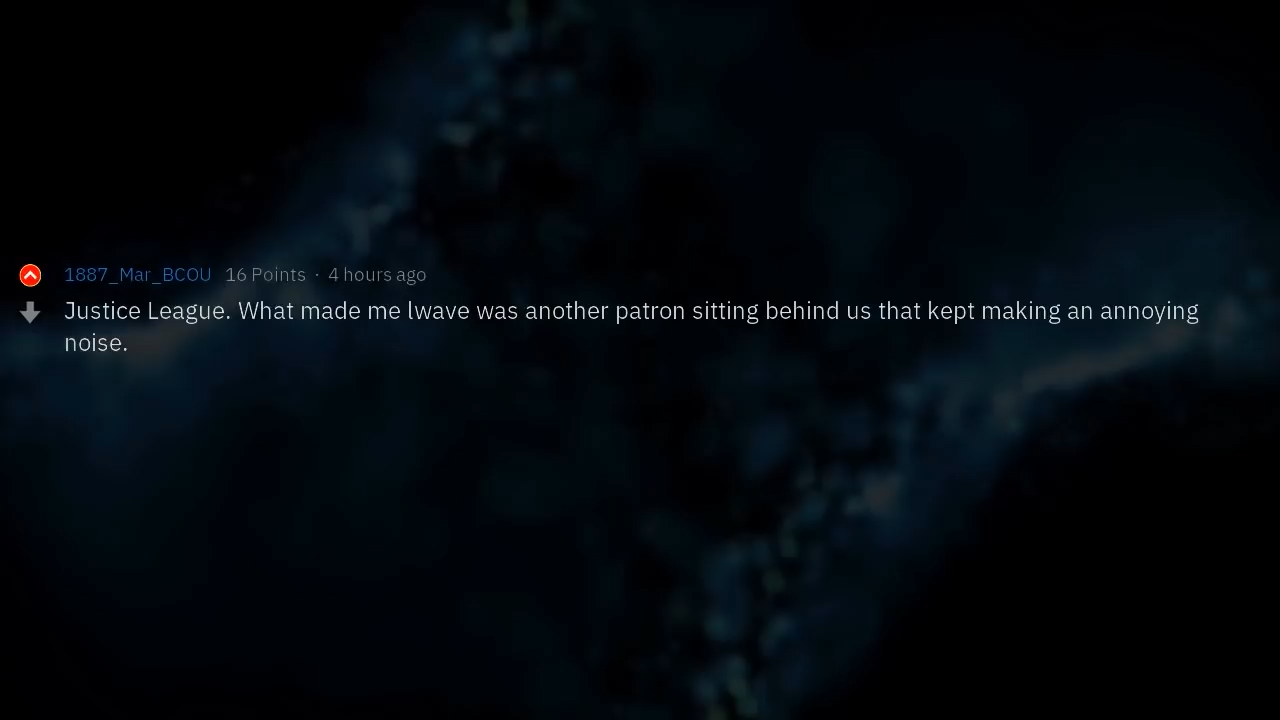 1887_Mar_BCOU 16 Points · 4 hours ago
Justice League. What made me lwave was another patron sitting behind us that kept making an annoying
noise.